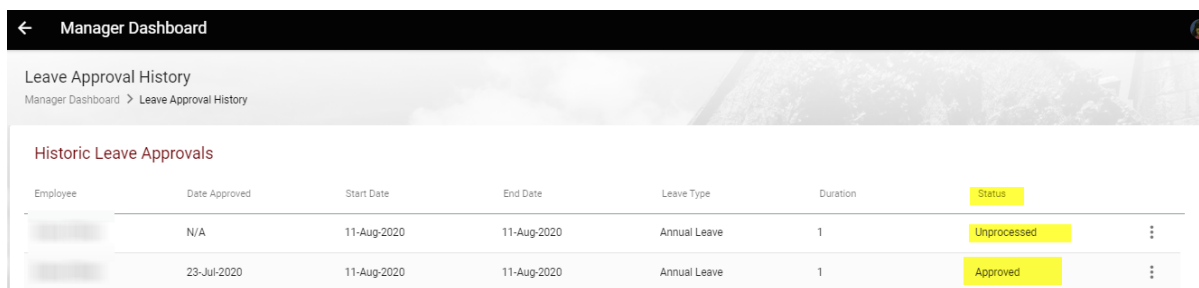 Manager Dashboard
Leave Approval History
Manager Dashboard > Leave Approval History
Historic Leave Approvals
Employee Date Approved Start Date End Date Leave Type Duration Status
N/A 11-Aug-2020 11-Aug-2020 Annual Leave 1 Unprocessed
23-Jul-2020 11-Aug-2020 11-Aug-2020 Annual Leave 1 Approved